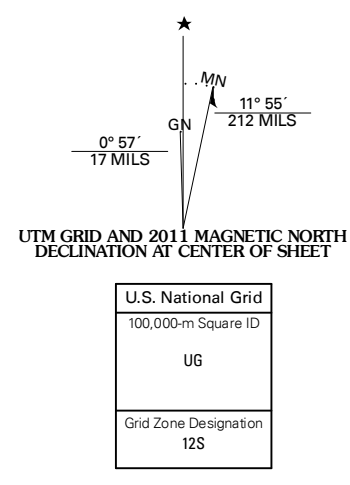 ★
MN
11° 55´
212 MILS
GN
0° 57´
17 MILS
UTM GRID AND 2011 MAGNETIC NORTH
DECLINATION AT CENTER OF SHEET
U.S. National Grid
100,000-m Square ID
UG
Grid Zone Designation
12S